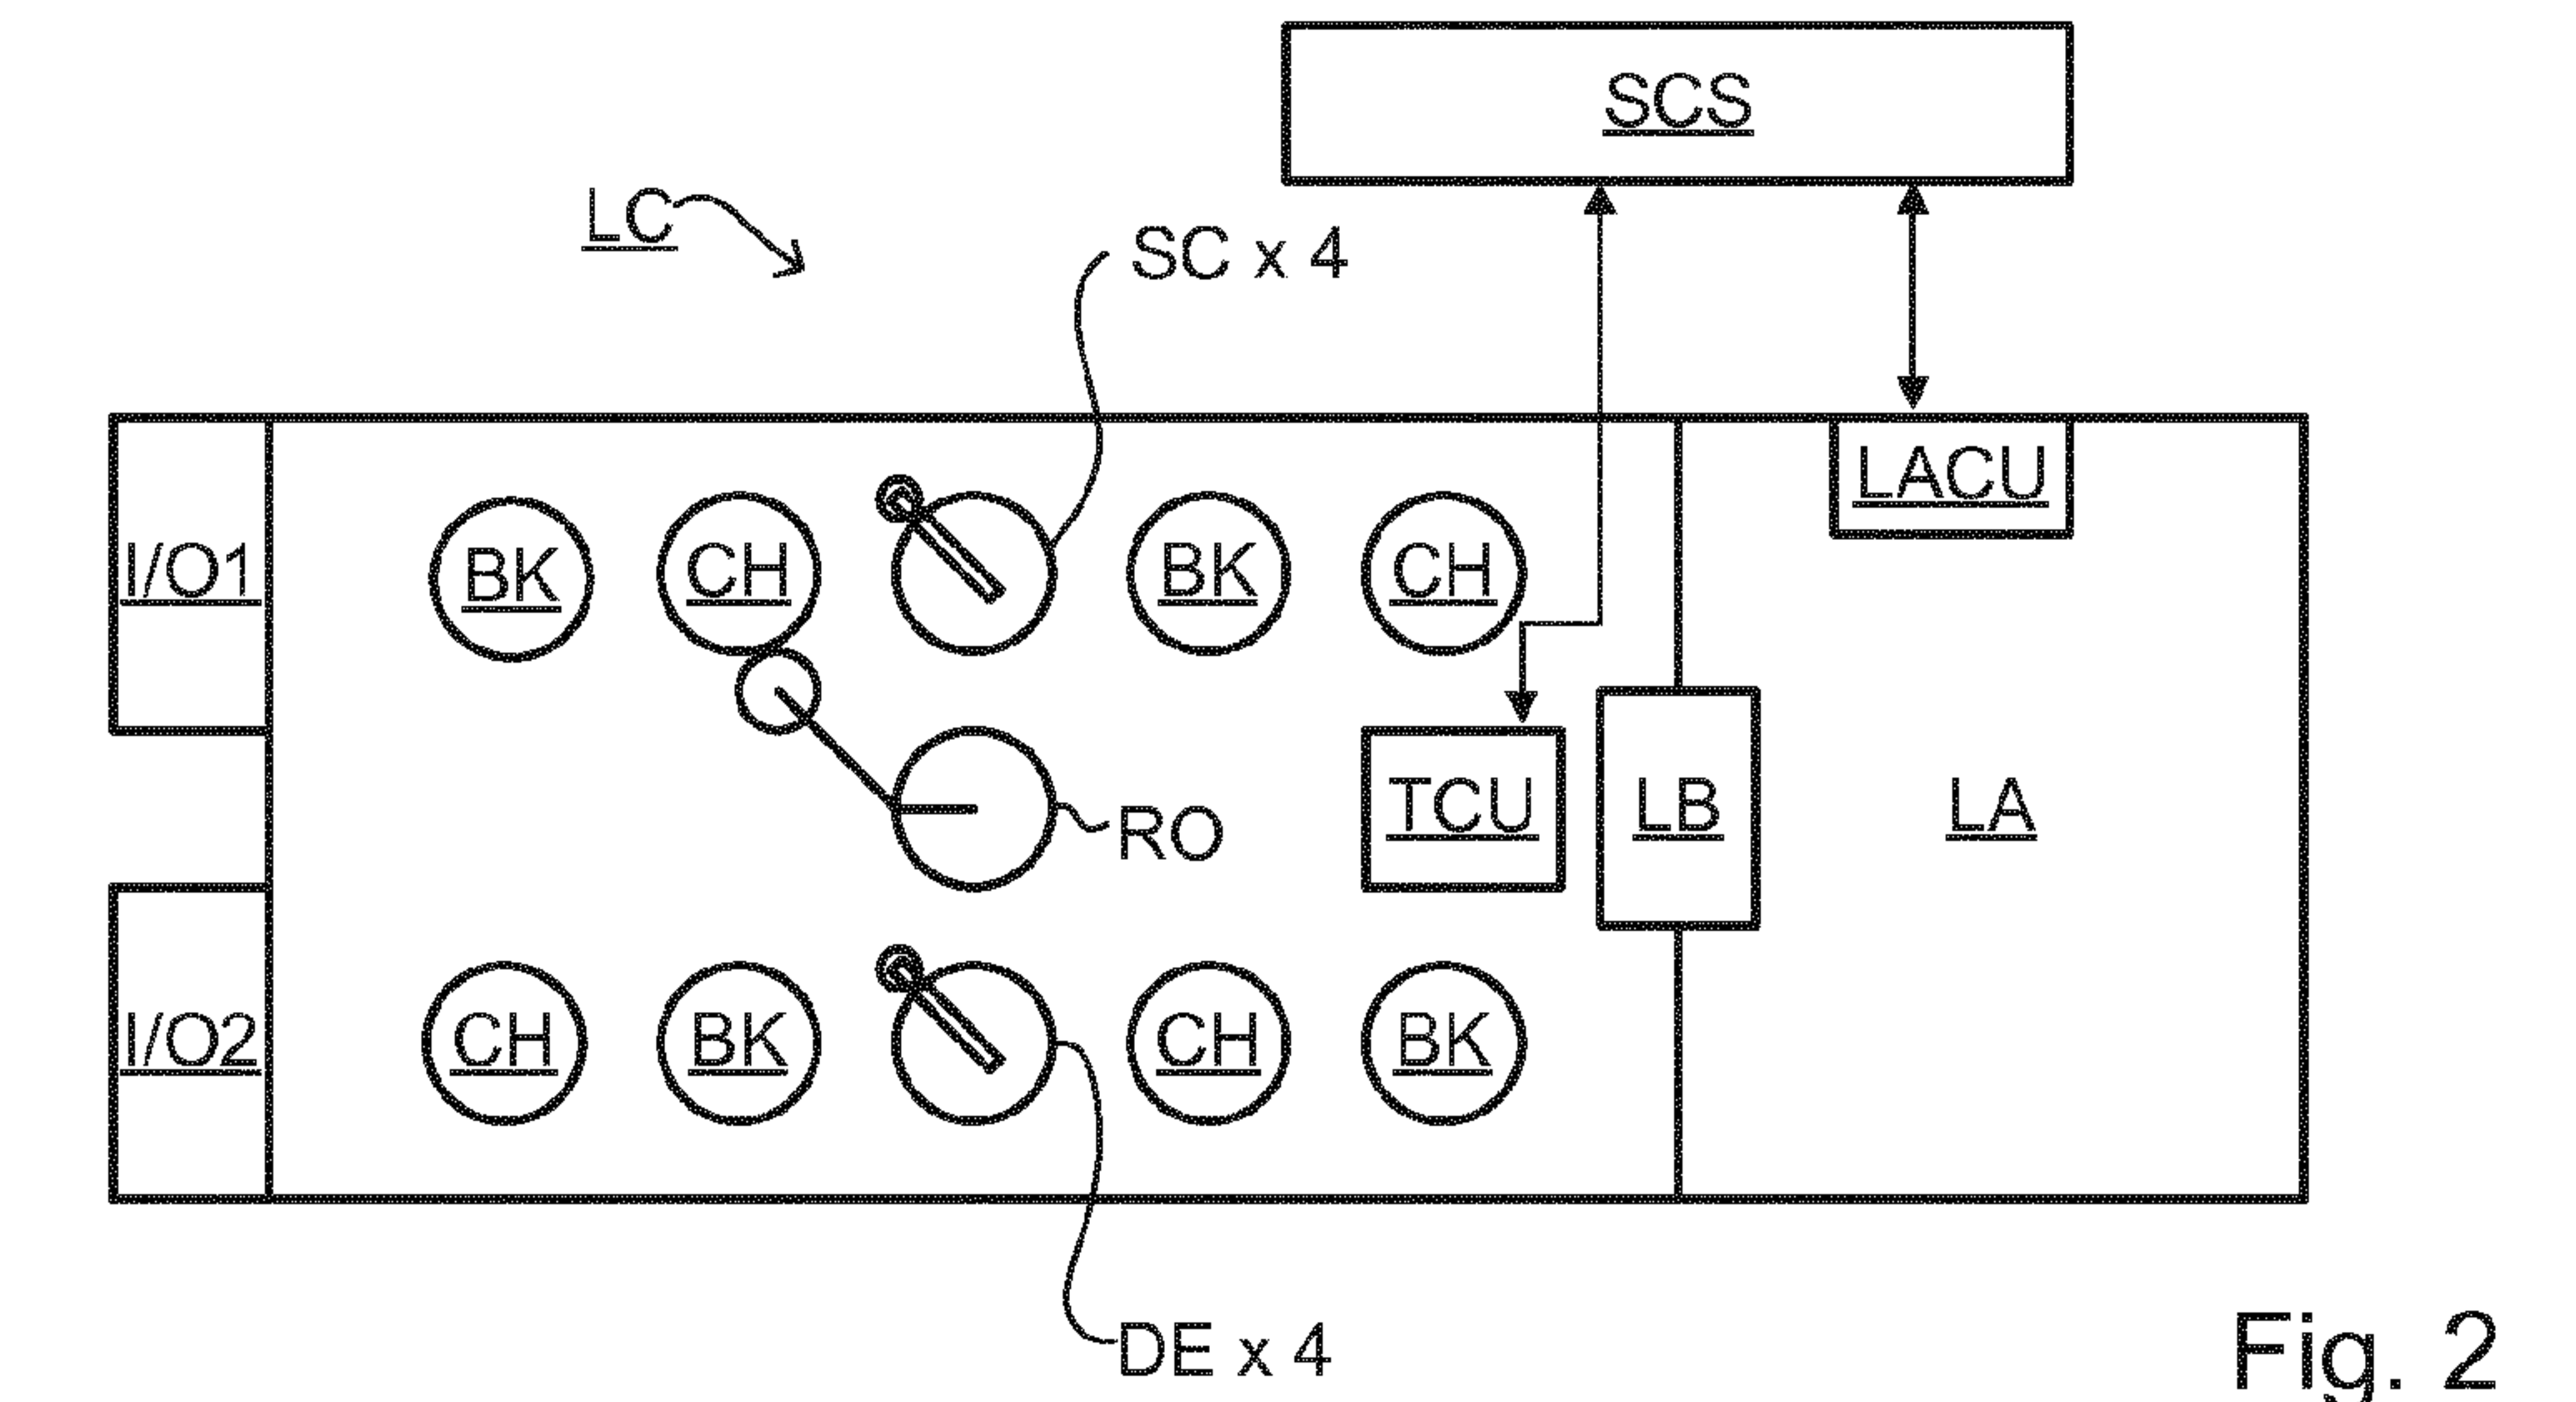 SCS
LC
SC x 4
LACU
I/O1
BK
CH
BK
CH
RO
TCU
LB
LA
I/O2
CH
BK
CH
BK
DE x 4
Fig. 2